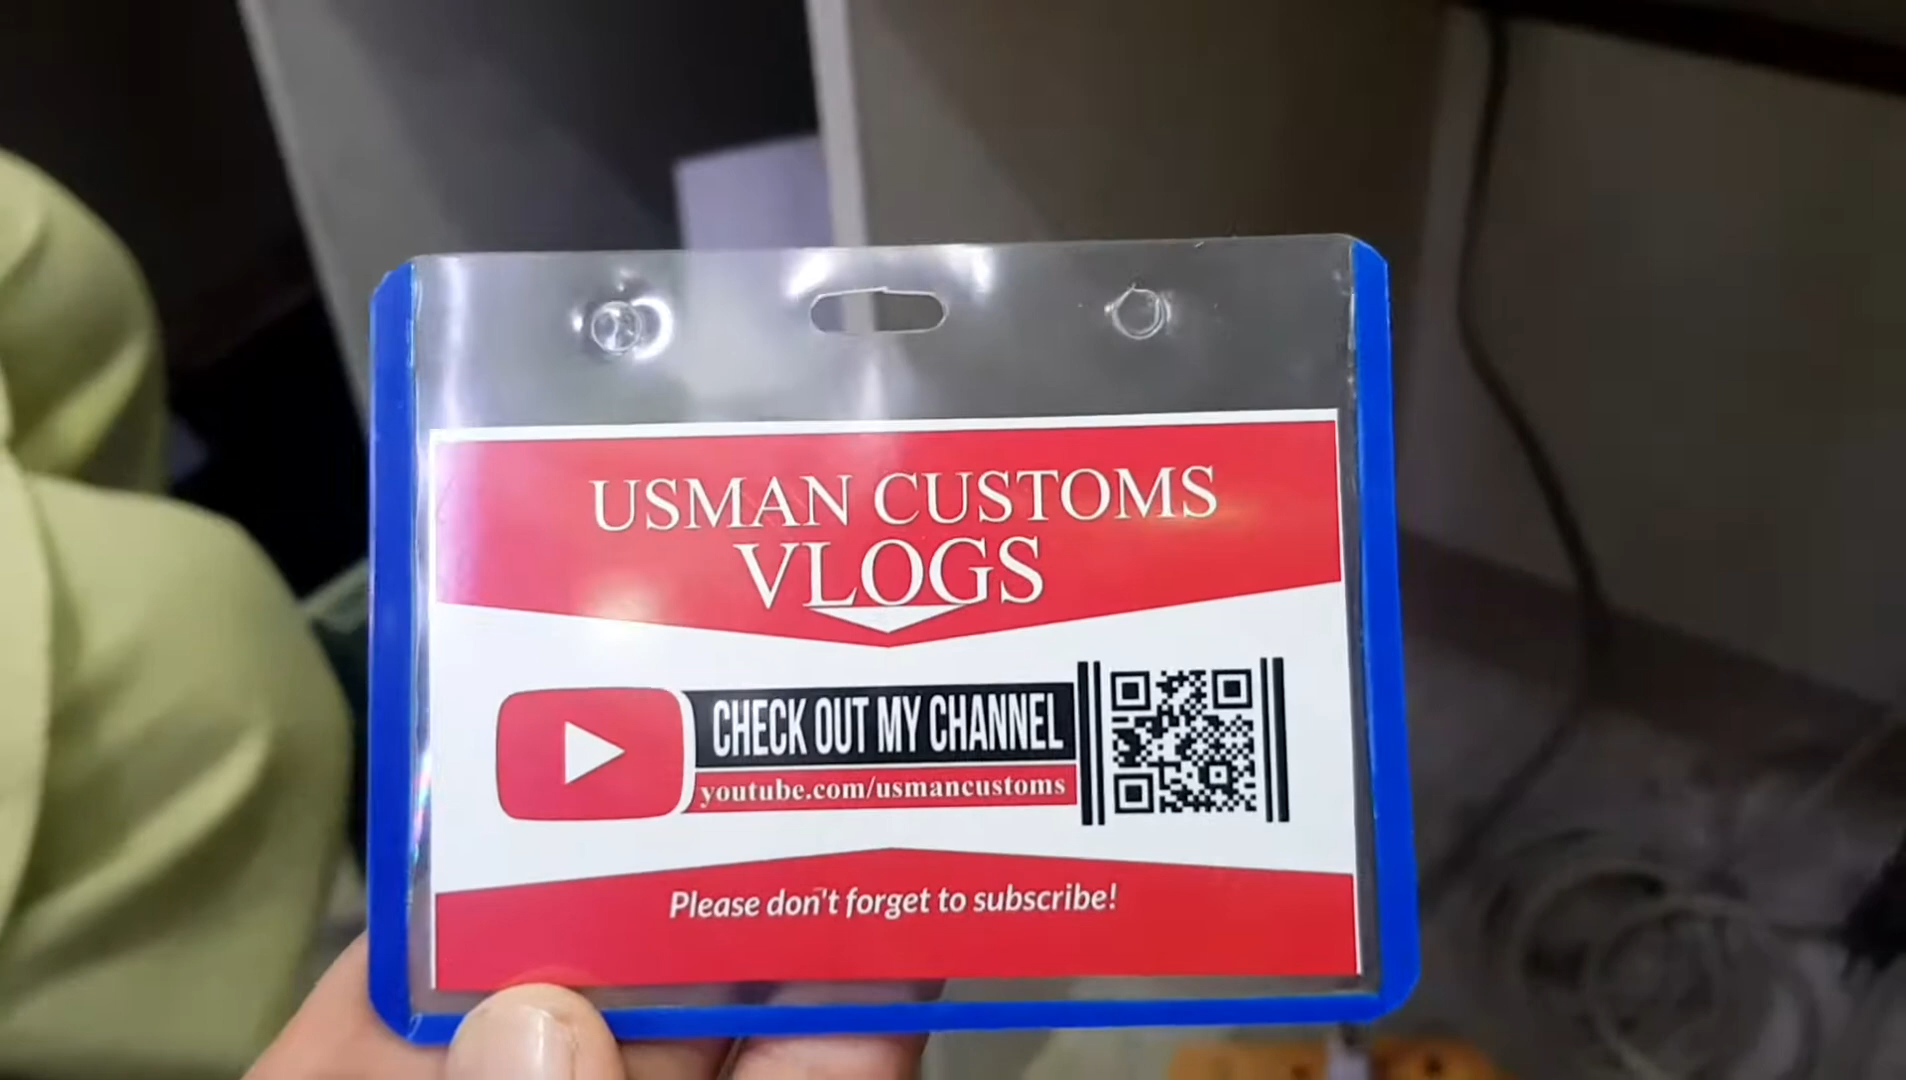 USMAN CUSTOMS
VLOGS
CHECK OUT MY CHANNEL
youtube.com/usmancustoms
Please don't forget to subscribe!